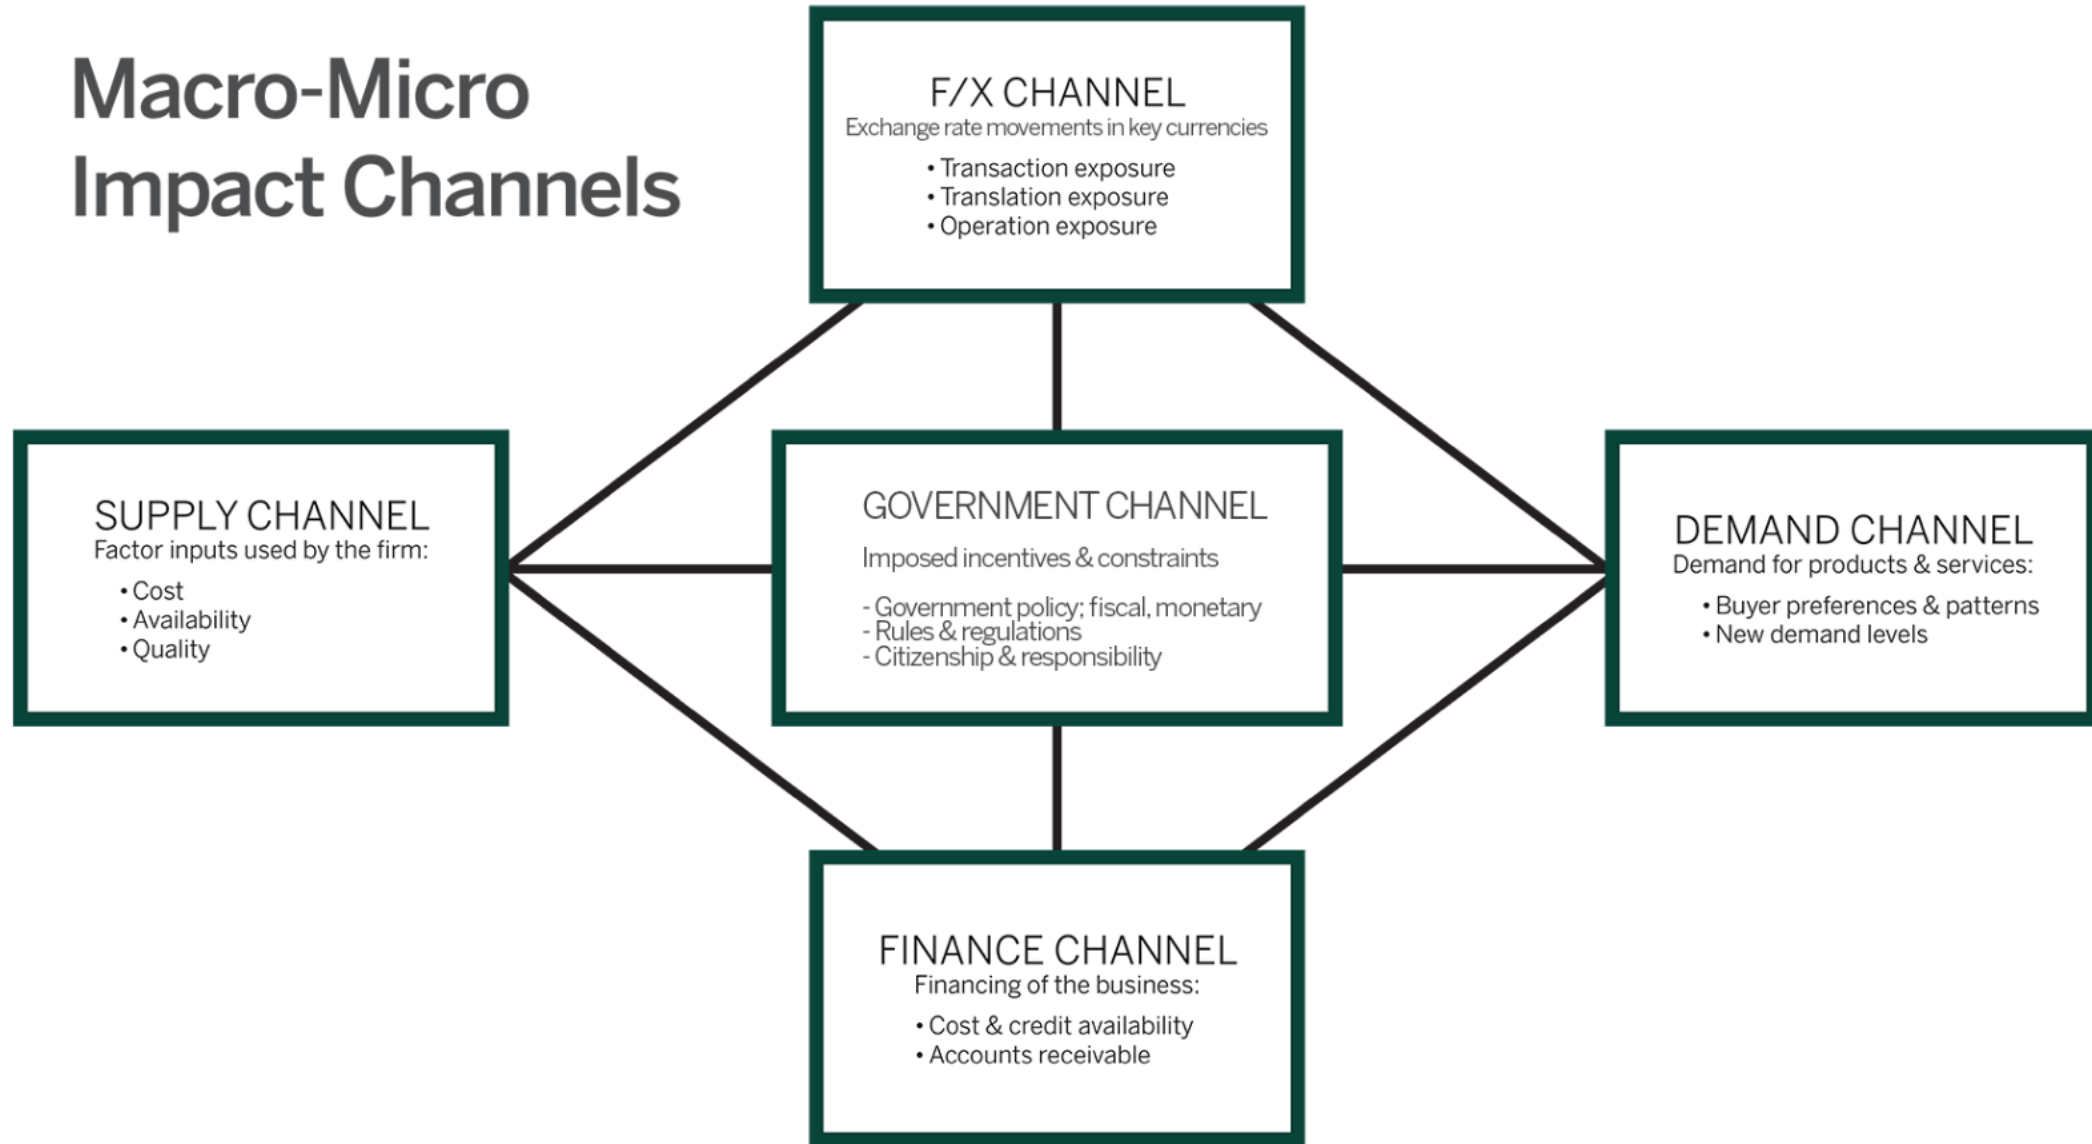 Macro-Micro
Impact Channels
F/X CHANNEL
Exchange rate movements in key currencies
• Transaction exposure
• Translation exposure
• Operation exposure
SUPPLY CHANNEL
Factor inputs used by the firm:
• Cost
• Availability
• Quality
GOVERNMENT CHANNEL
Imposed incentives & constraints
- Government policy; fiscal, monetary
- Rules & regulations
- Citizenship & responsibility
DEMAND CHANNEL
Demand for products & services:
• Buyer preferences & patterns
• New demand levels
FINANCE CHANNEL
Financing of the business:
• Cost & credit availability
• Accounts receivable